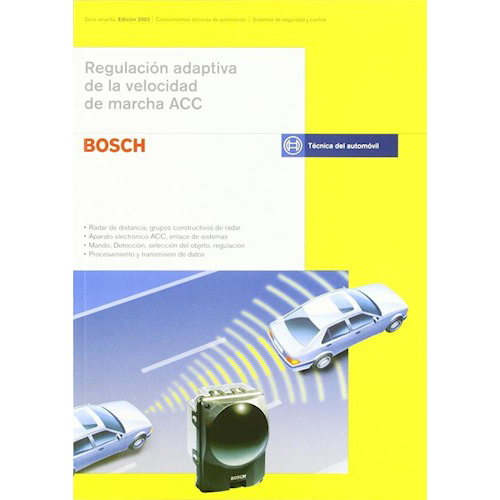 Serie amarilla Edición 2003 | Conocimientos técnicos de automoción | Sistemas de seguridad y confort
Regulación adaptiva
de la velocidad
de marcha ACC
BOSCH
Técnica del automóvil
• Radar de distancia, grupos constructivos de radar
• Aparato electrónico ACC, enlace de sistemas
• Mando, Detección, selección del objeto, regulación
• Procesamiento y transmisión de datos
BOSCH